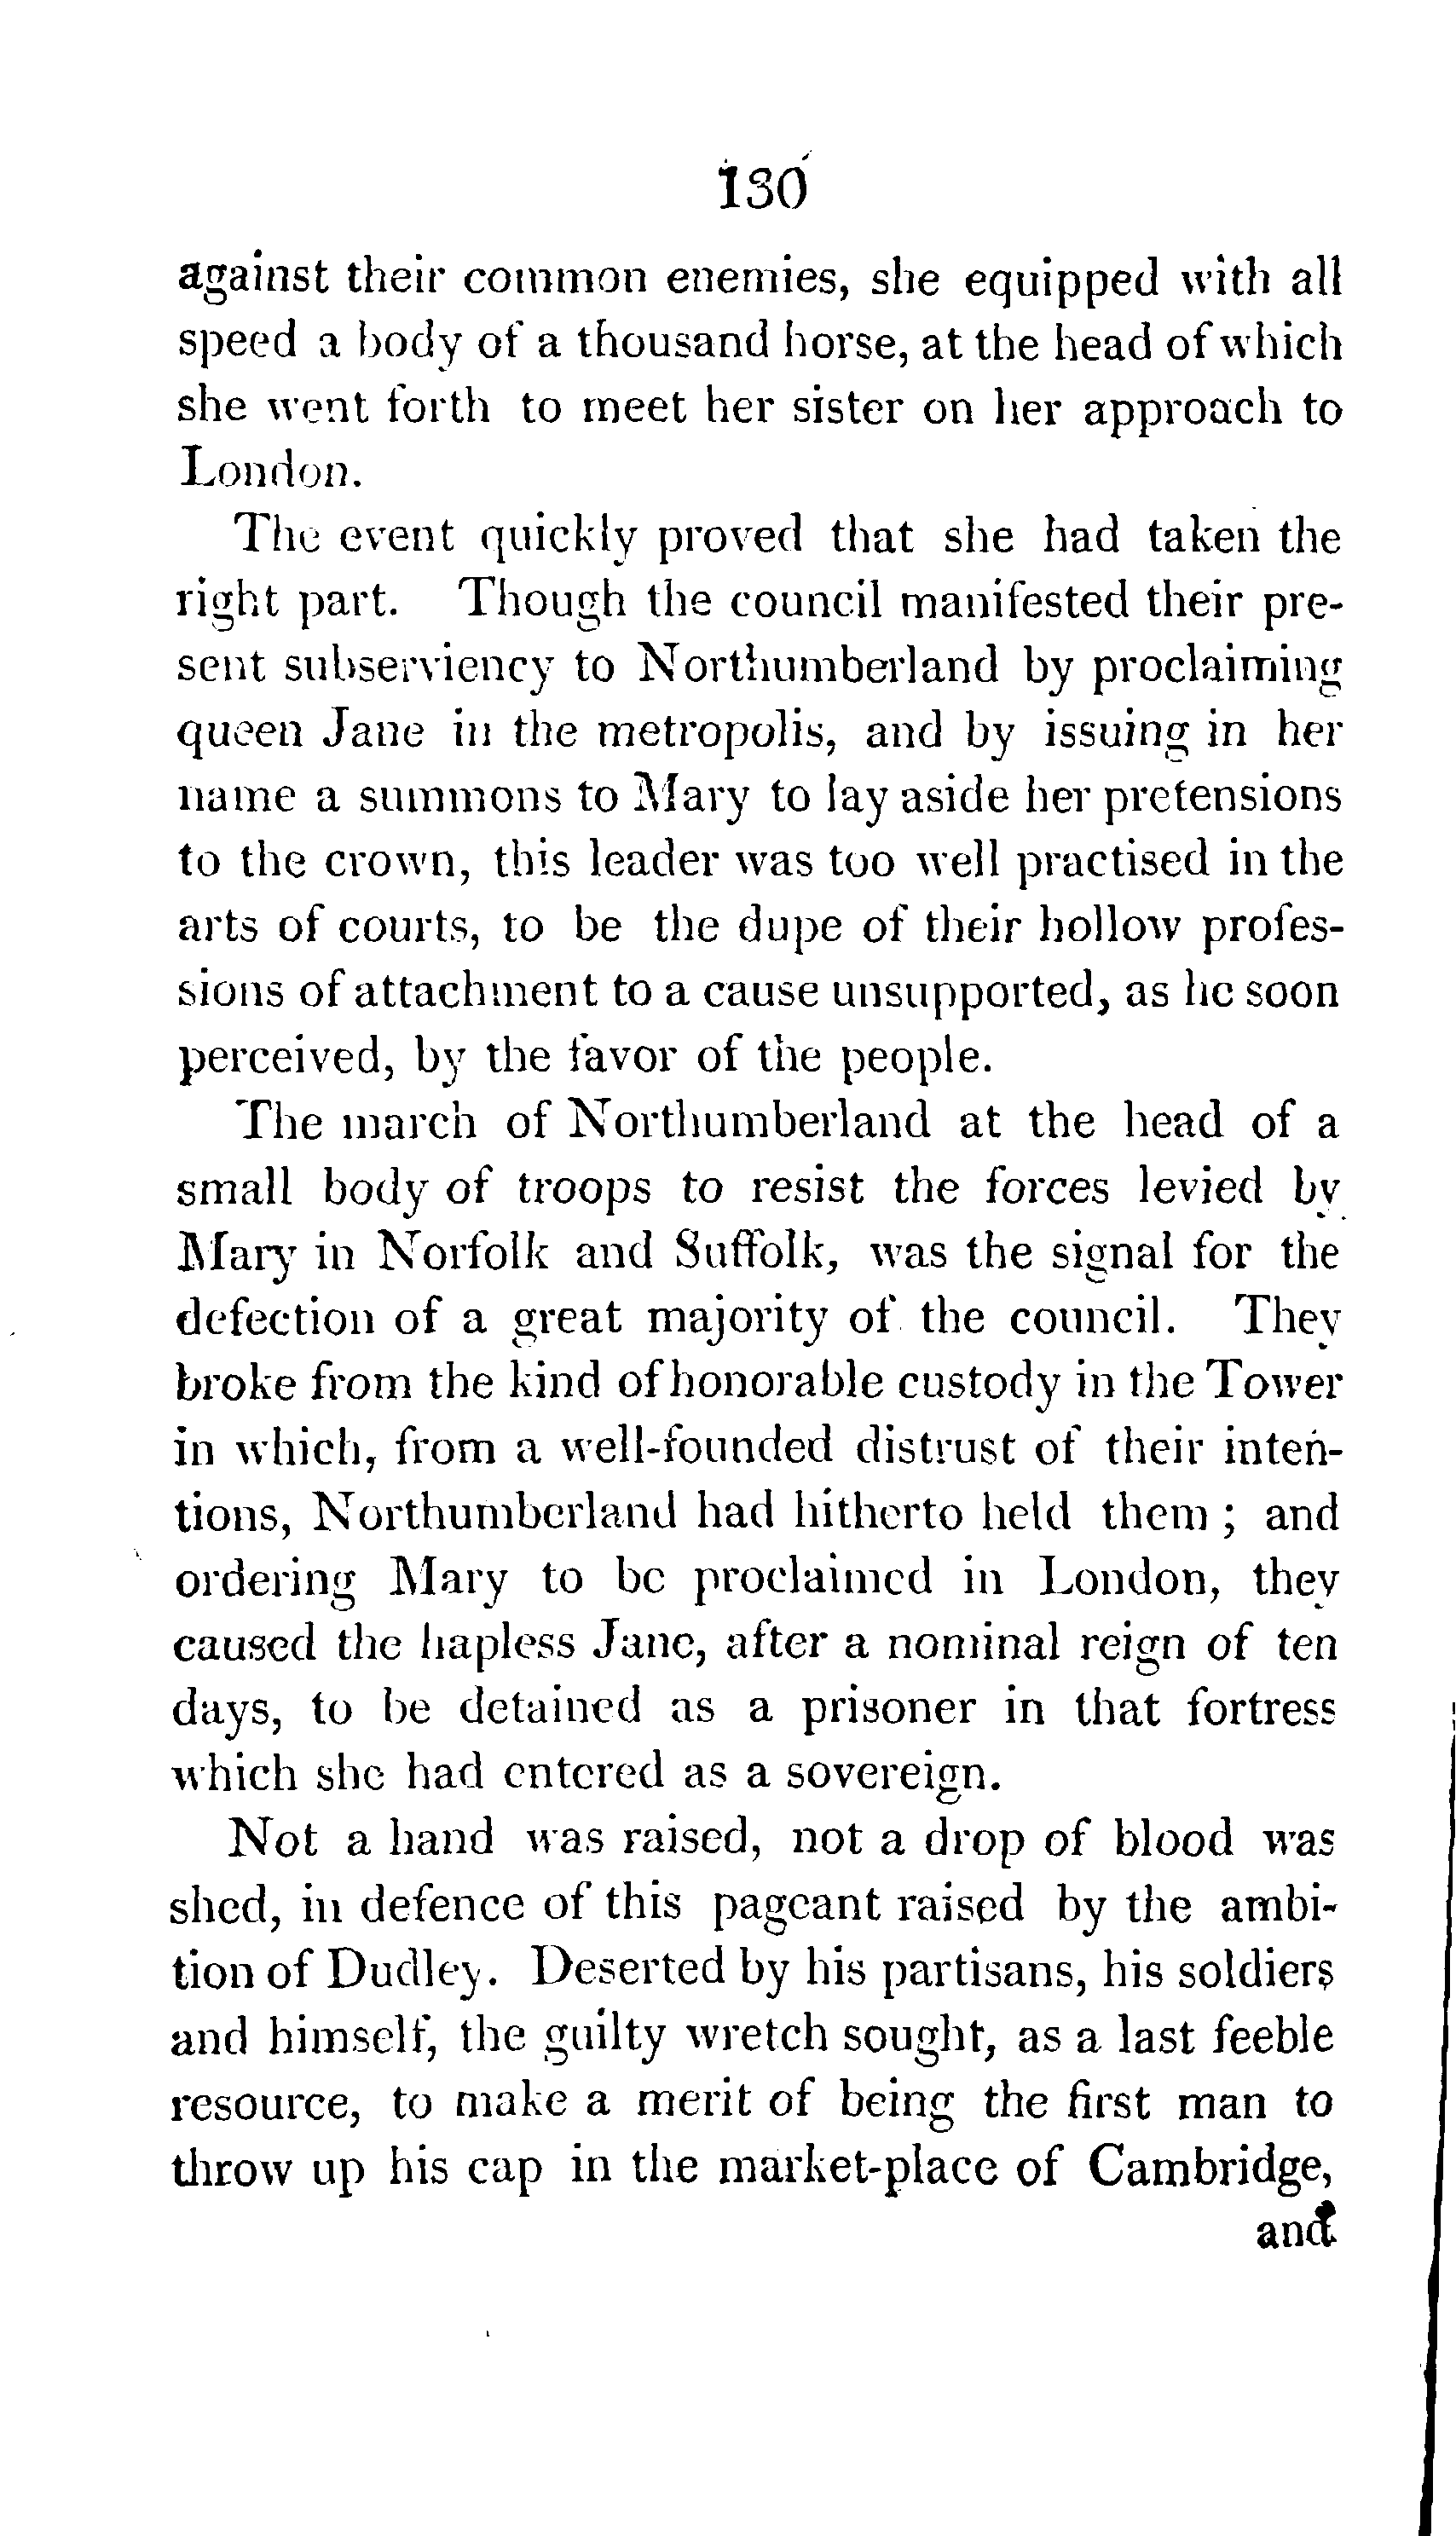 130
against their common enemies, she equipped with all
speed a body of a thousand horse, at the head of which
she went forth to meet her sister on her approach to
London.
The event quickly proved that she had taken the
right part. Though the council manifested their pre-
sent subserviency to Northumberland by proclaiming
queen Jane in the metropolis, and by issuing in her
name a summons to Mary to lay aside her pretensions
to the crown, this leader was too well practised in the
arts of courts, to be the dupe of their hollow profes-
sions of attachment to a cause unsupported, as he soon
perceived, by the favor of the people.
The march of Northumberland at the head of a
small body of troops to resist the forces levied by
Mary in Norfolk and Suffolk, was the signal for the
defection of a great majority of the council. They
broke from the kind of honorable custody in the Tower
in which, from a well-founded distrust of their inten-
tions, Northumberland had hitherto held them ; and
ordering Mary to be proclaimed in London, they
caused the hapless Jane, after a nominal reign of ten
days, to be detained as a prisoner in that fortress
which she had entered as a sovereign.
Not a hand was raised, not a drop of blood was
shed, in defence of this pageant raised by the ambi-
tion of Dudley. Deserted by his partisans, his soldiers
and himself, the guilty wretch sought, as a last feeble
resource, to make a merit of being the first man to
throw up his cap in the market-place of Cambridge,
and